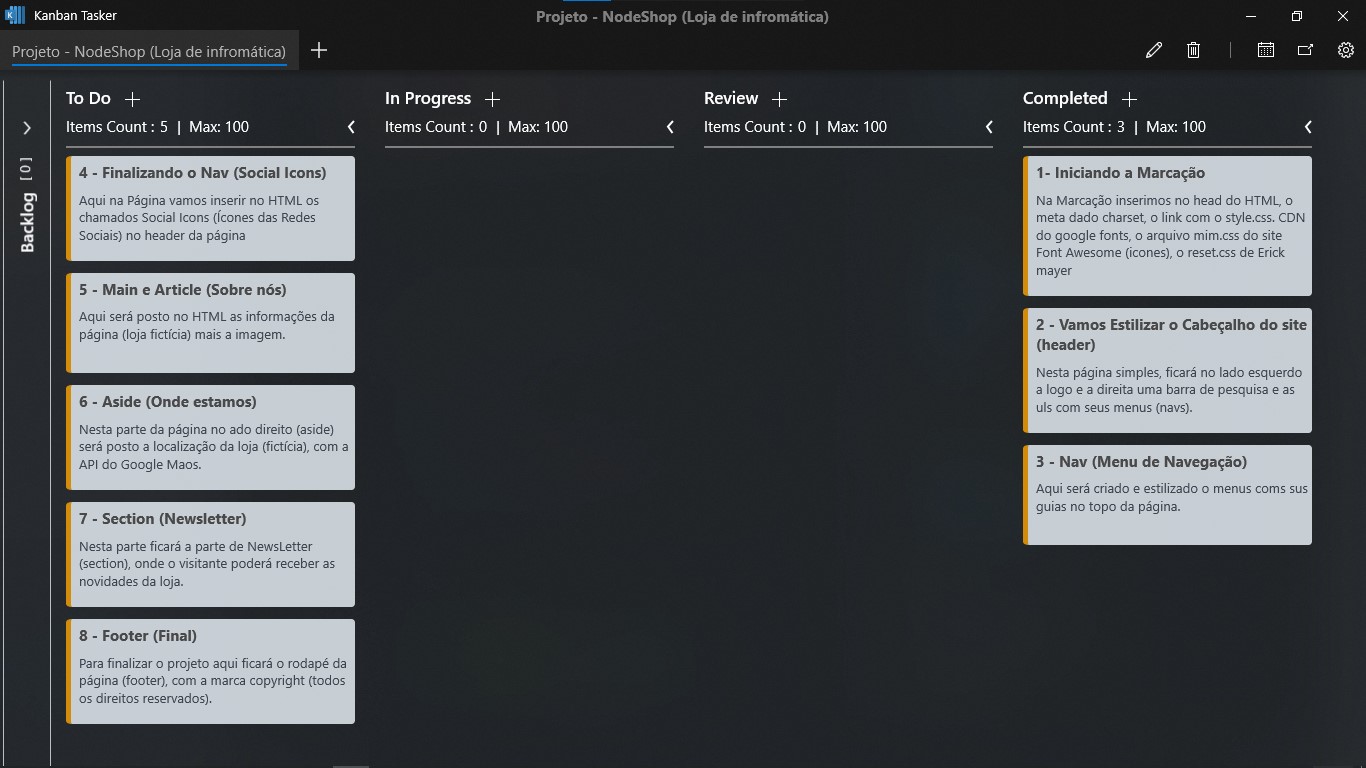 Kanban Tasker
Projeto - NodeShop (Loja de infromática)
Projeto - NodeShop (Loja de infromática)
Backlog [ 0 ]
To Do
Items Count : 5 | Max: 100
4 - Finalizando o Nav (Social Icons)
Aqui na Página vamos inserir no HTML os
chamados Social Icons (Ícones das Redes
Sociais) no header da página
5 - Main e Article (Sobre nós)
Aqui será posto no HTML as informações da
página (loja fictícia) mais a imagem.
6 - Aside (Onde estamos)
Nesta parte da página no ado direito (aside)
será posto a localização da loja (fictícia), com a
API do Google Maos.
7 - Section (Newsletter)
Nesta parte ficará a parte de NewsLetter
(section), onde o visitante poderá receber as
novidades da loja.
8 - Footer (Final)
Para finalizar o projeto aqui ficará o rodapé da
página (footer), com a marca copyright (todos
os direitos reservados).
In Progress
Items Count : 0 | Max: 100
Review
Items Count : 0 | Max: 100
Completed
Items Count : 3 | Max: 100
1- Iniciando a Marcação
Na Marcação inserimos no head do HTML, o
meta dado charset, o link com o style.css. CDN
do google fonts, o arquivo mim.css do site
Font Awesome (icones), o reset.css de Erick
mayer
2 - Vamos Estilizar o Cabeçalho do site
(header)
Nesta página simples, ficará no lado esquerdo
a logo e a direita uma barra de pesquisa e as
uls com seus menus (navs).
3 - Nav (Menu de Navegação)
Aqui será criado e estilizado o menus coms sus
guias no topo da página.